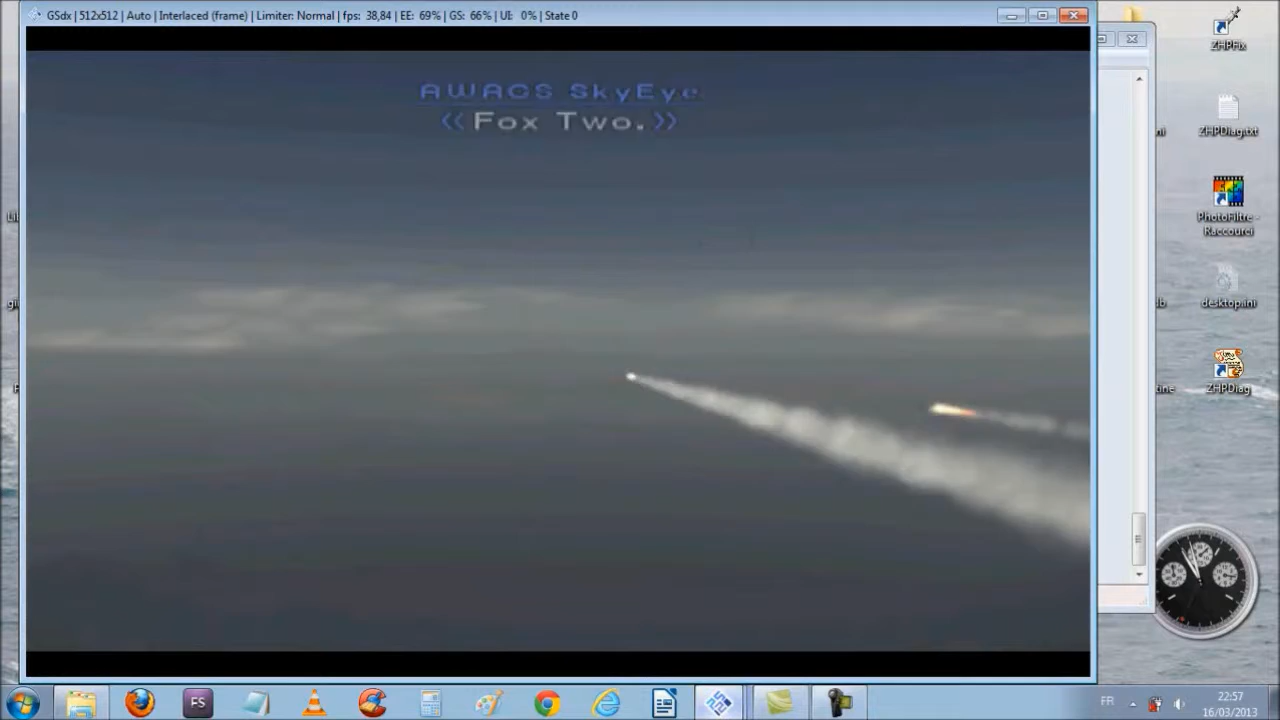 GSdx | 512x512 | Auto | Interlaced (frame) | Limiter: Normal | fps: 38,84 | EE: 69% | GS: 66% | UI: 0% | State 0
AWACS SkyEye
<< Fox Two. >>
ZHPFix
ZHPDiag.txt
PhotoFiltre -
Raccourci
desktop.ini
ZHPDiag
FS
FR
22:57
16/03/2013